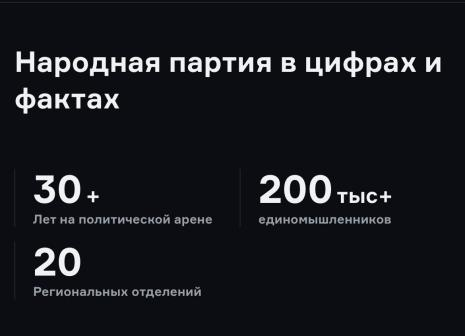 Народная партия в цифрах и
фактах
30 +
200 тыс+
Лет на политической арене
единомышленников
20
Региональных отделений